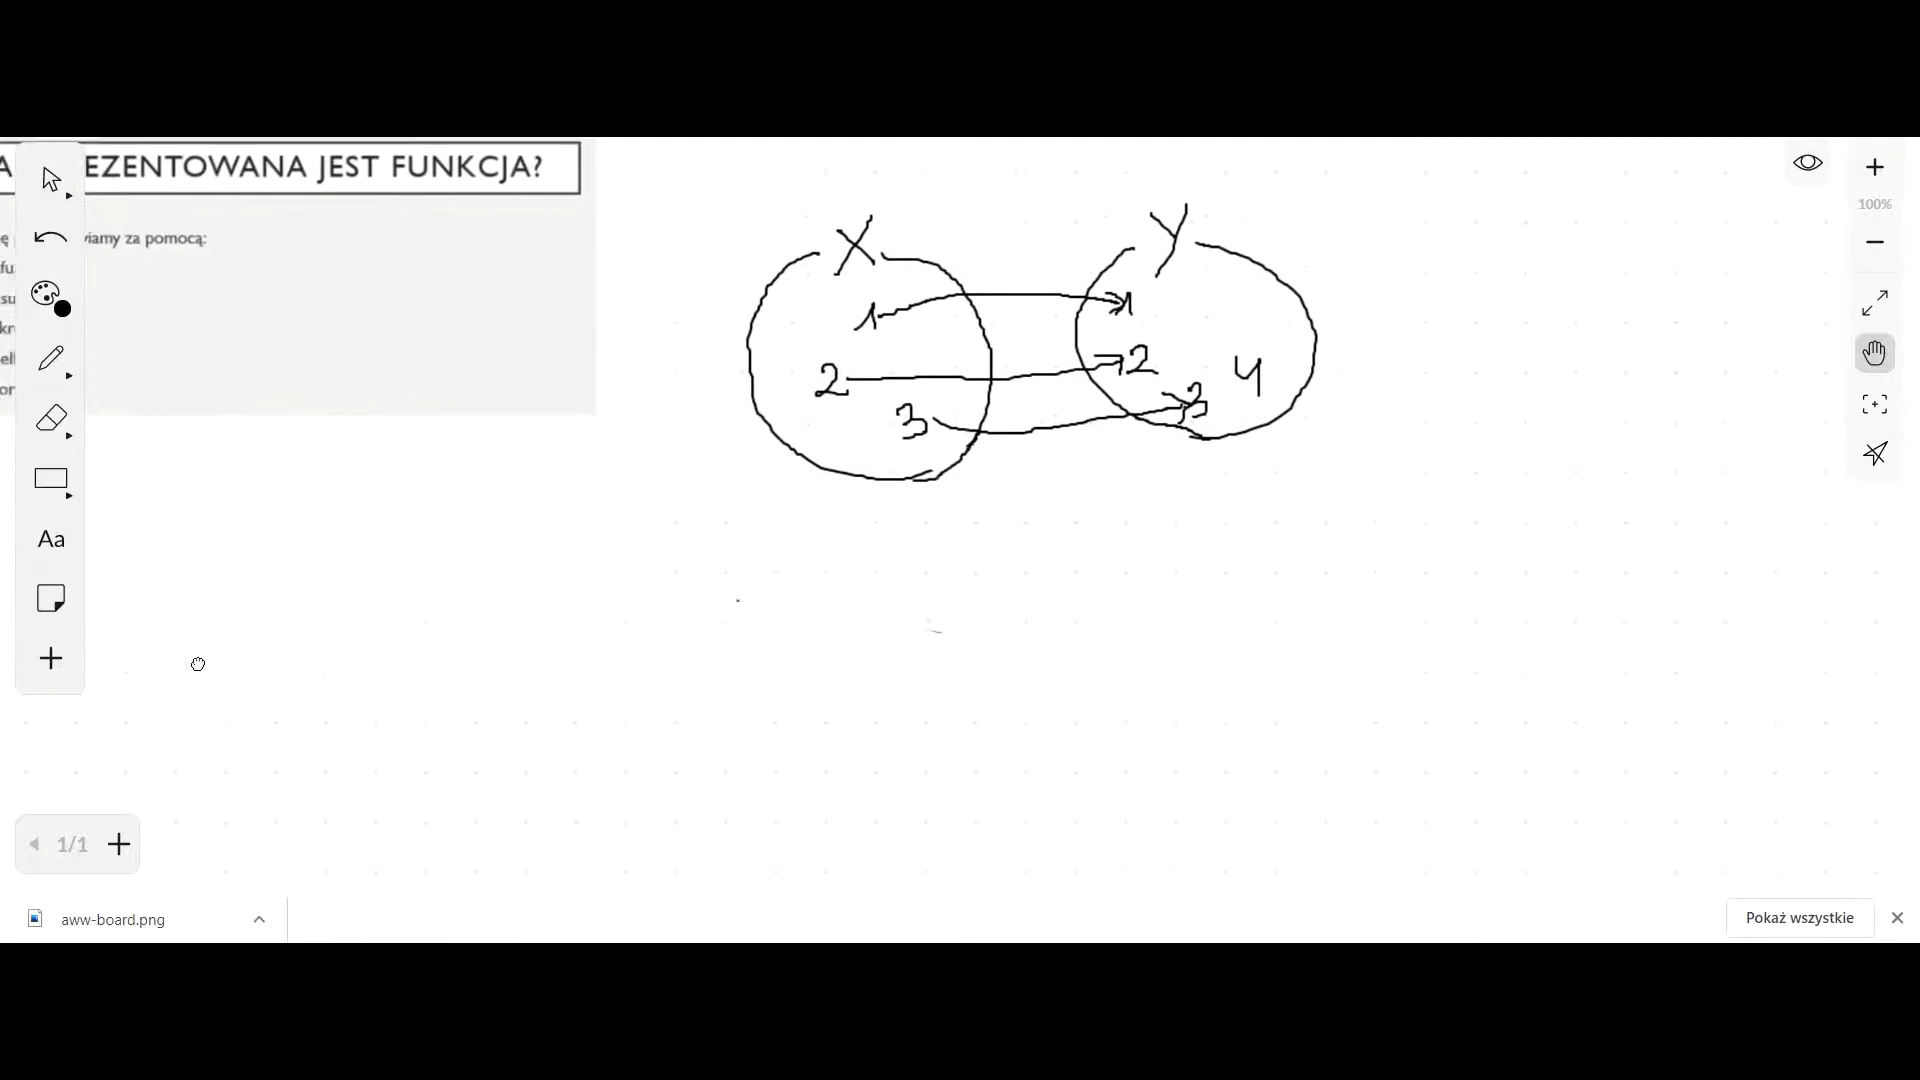 EZENTOWANA JEST FUNKCJA?
za pomocą:
X
Y
1
1
2
2
4
3
3
100%
Aa
1/1
aww-board.png
Pokaż wszystkie